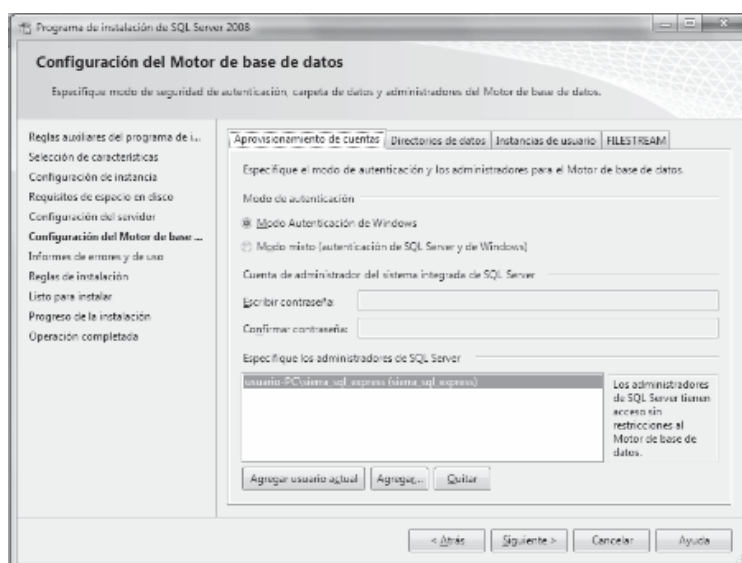 Programa de instalación de SQL Server 2008
Configuración del Motor de base de datos
Especifique modo de seguridad de autenticación, carpeta de datos y administradores del Motor de base de datos.
Reglas auxiliares del programa de i...
Selección de características
Configuración de instancia
Requisitos de espacio en disco
Configuración del servidor
Configuración del Motor de base ...
Informes de errores y de uso
Reglas de instalación
Listo para instalar
Progreso de la instalación
Operación completada
Aprovisionamiento de cuentas Directorios de datos Instancias de usuario FILESTREAM
Especifique el modo de autenticación y los administradores para el Motor de base de datos.
Modo de autenticación
Modo Autenticación de Windows
Modo mixto (autenticación de SQL Server y de Windows)
Cuenta de administrador del sistema integrada de SQL Server
Escribir contraseña:
Confirmar contraseña:
Especifique los administradores de SQL Server
usuario-PC\sierra_sql_express (sierra_sql_express)
Los administradores
de SQL Server tienen
acceso sin
restricciones al
Motor de base de
datos.
Agregar usuario actual Agregar... Quitar
< Atrás Siguiente > Cancelar Ayuda